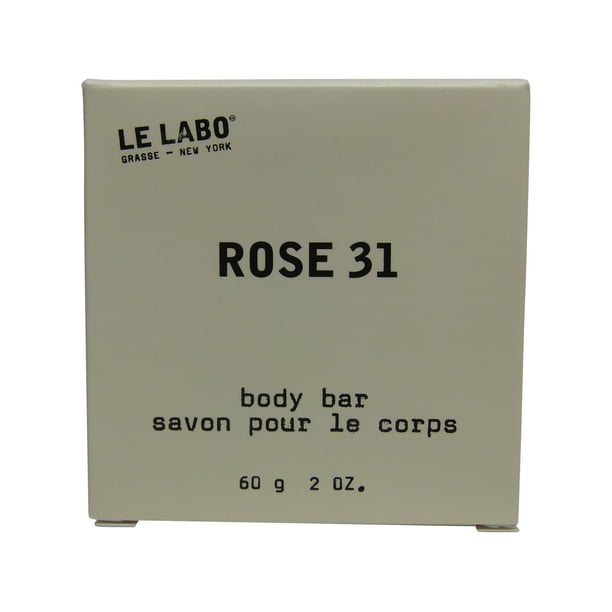 LE LABO®
GRASSE — NEW YORK
ROSE 31
body bar
savon pour le corps
60 g 2 OZ.